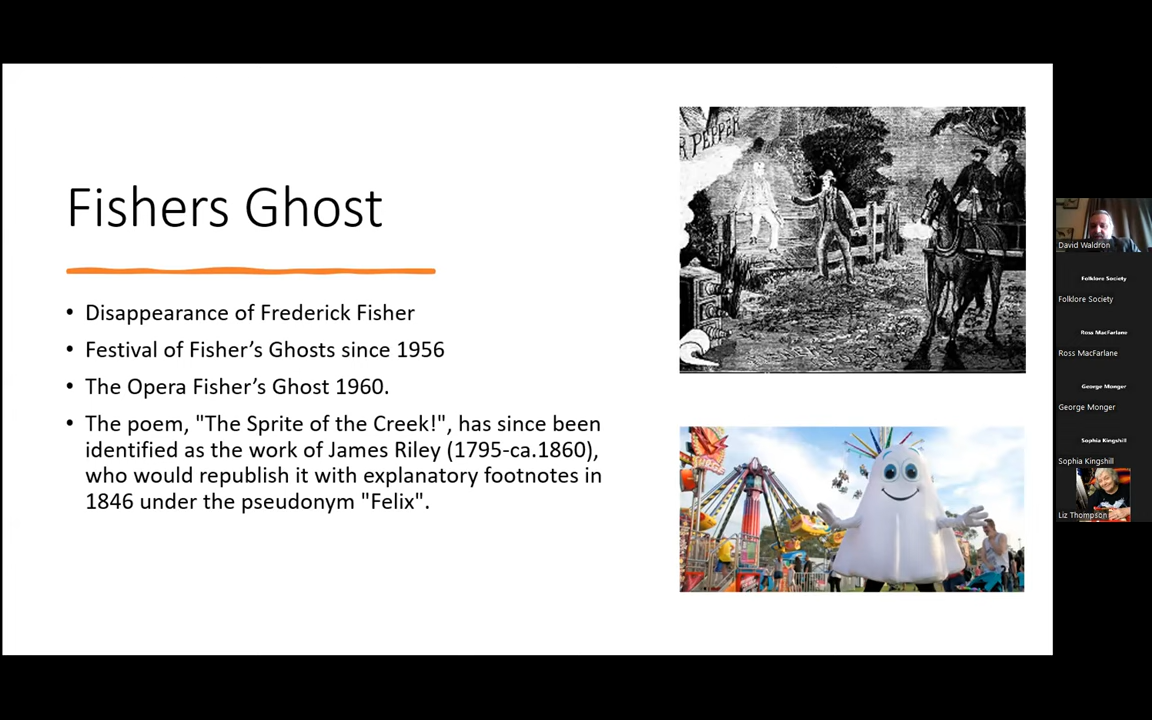 Fishers Ghost
• Disappearance of Frederick Fisher
• Festival of Fisher’s Ghosts since 1956
• The Opera Fisher’s Ghost 1960.
• The poem, "The Sprite of the Creek!", has since been
identified as the work of James Riley (1795-ca.1860),
who would republish it with explanatory footnotes in
1846 under the pseudonym "Felix".
R PEPPER
David Waldron
Folklore Society
Folklore Society
Ross MacFarlane
Ross MacFarlane
George Monger
George Monger
Sophia Kingshill
Sophia Kingshill
Liz Thompson